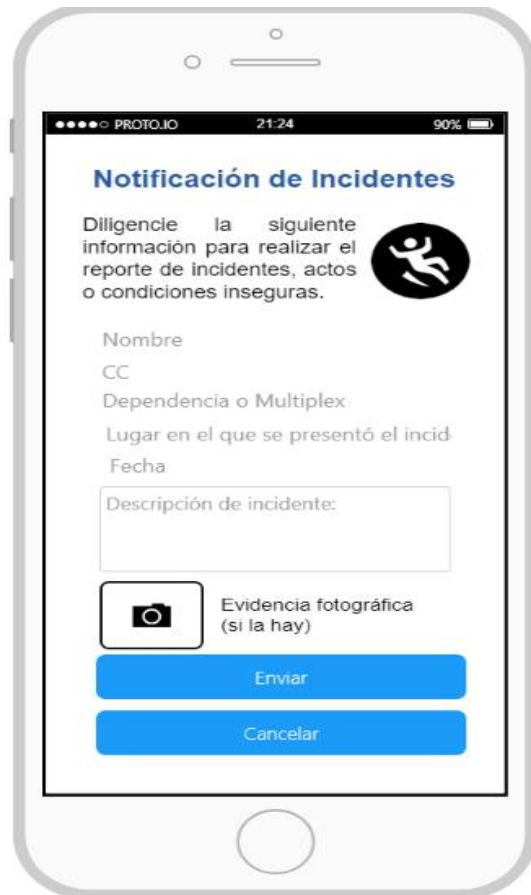 PROTO.IO 21:24 90%
Notificación de Incidentes
Diligencie la siguiente
información para realizar el
reporte de incidentes, actos
o condiciones inseguras.
Nombre
CC
Dependencia o Multiplex
Lugar en el que se presentó el incid
Fecha
Descripción de incidente:
Evidencia fotográfica
(si la hay)
Enviar
Cancelar